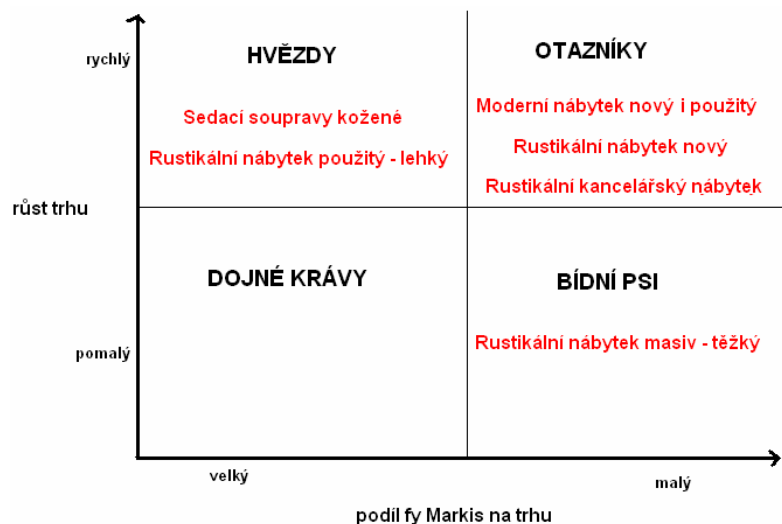 rychlý
HVĚZDY
OTAZNÍKY
Sedací soupravy kožené
Rustikální nábytek použitý - lehký
Moderní nábytek nový i použitý
Rustikální nábytek nový
Rustikální kancelářský nábytek
růst trhu
DOJNÉ KRÁVY
BÍDNÍ PSI
pomalý
Rustikální nábytek masiv - těžký
velký
malý
podíl fy Markis na trhu